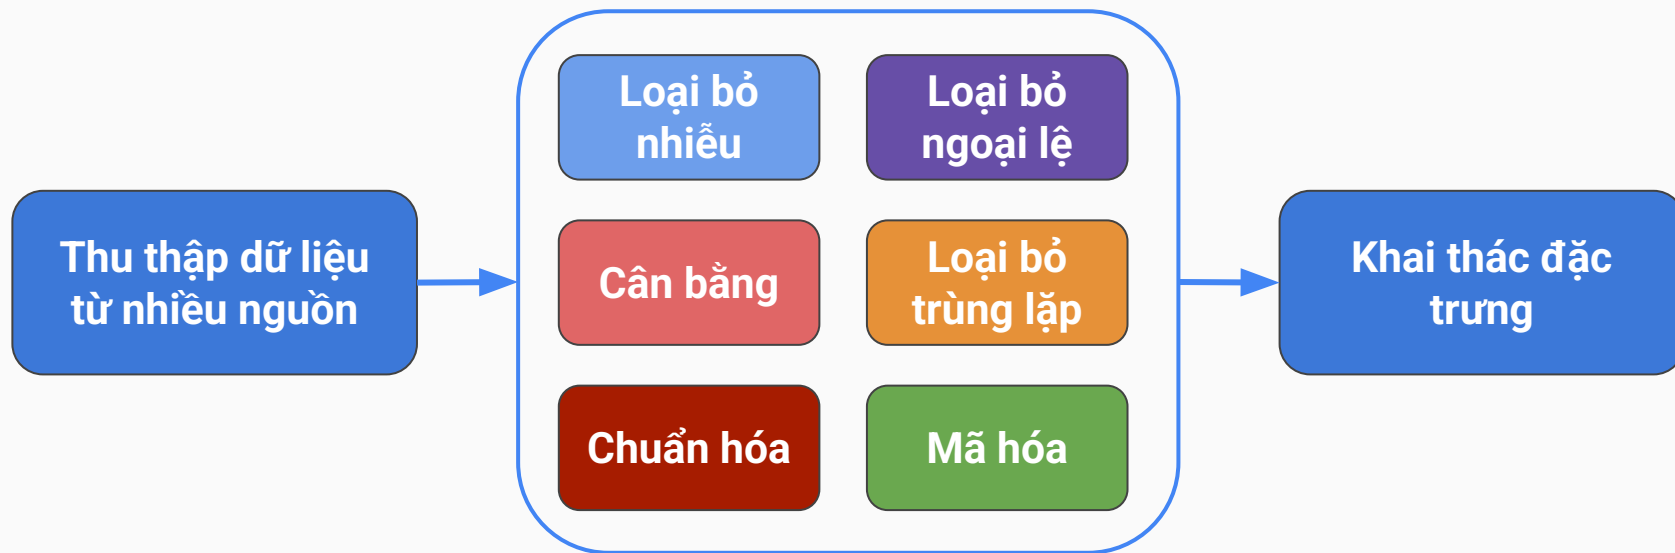 Thu thập dữ liệu
từ nhiều nguồn
Loại bỏ
nhiễu
Loại bỏ
ngoại lệ
Cân bằng
Loại bỏ
trùng lặp
Chuẩn hóa
Mã hóa
Khai thác đặc
trưng